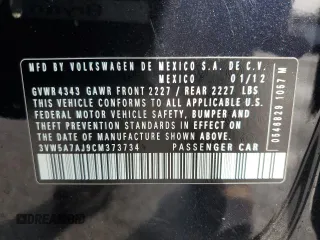 MFD BY VOLKSWAGEN DE MEXICO S.A. DE C.V.
MEXICO 01/12
GVWR 4343 GAWR FRONT 2227 / REAR 2227 LBS
THIS VEHICLE CONFORMS TO ALL APPLICABLE U.S.
FEDERAL MOTOR VEHICLE SAFETY, BUMPER AND
THEFT PREVENTION STANDARDS IN EFFECT ON THE
DATE OF MANUFACTURE SHOWN ABOVE.
3VW5A7AJ9CM373734 PASSENGER CAR
0546829 1057 M